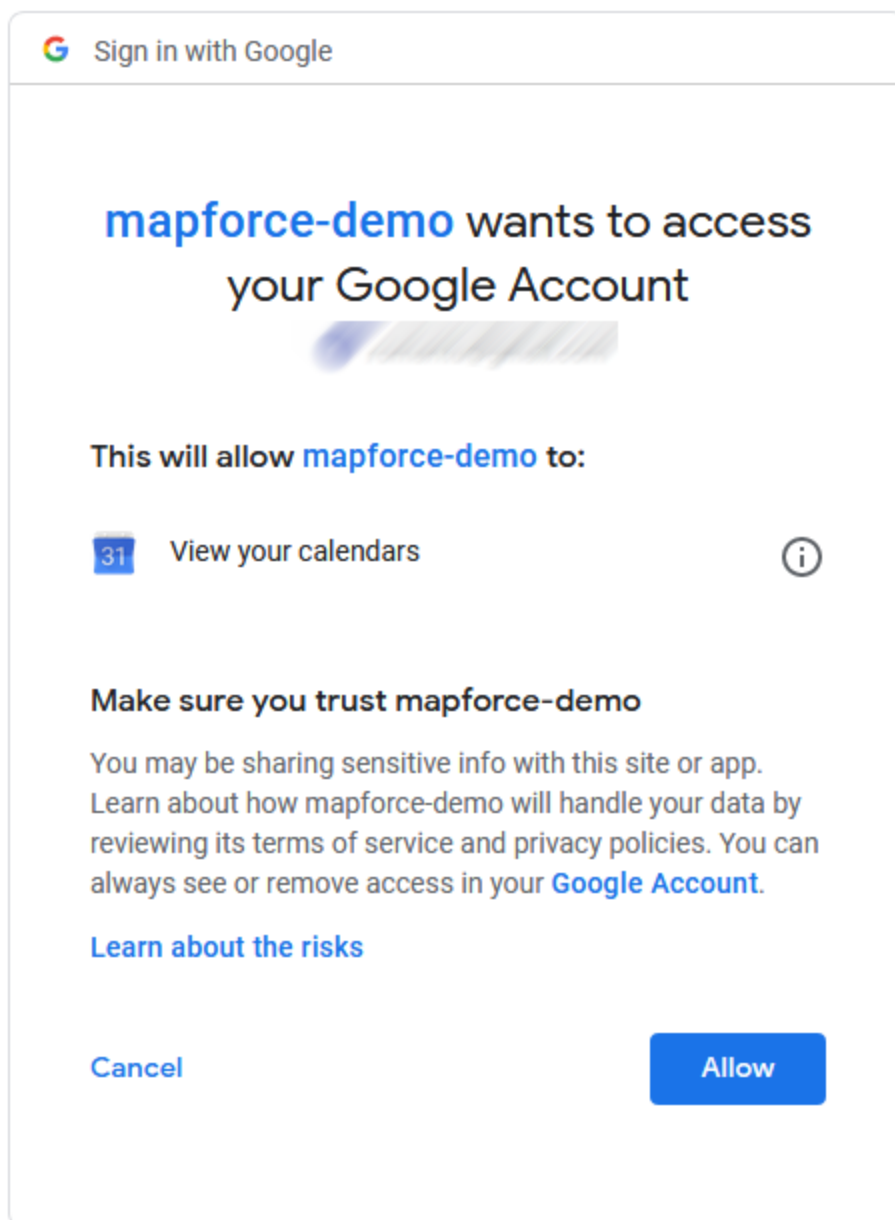 Sign in with Google
mapforce-demo wants to access
your Google Account
This will allow mapforce-demo to:
31
View your calendars
Make sure you trust mapforce-demo
You may be sharing sensitive info with this site or app.
Learn about how mapforce-demo will handle your data by
reviewing its terms of service and privacy policies. You can
always see or remove access in your Google Account.
Learn about the risks
Cancel
Allow